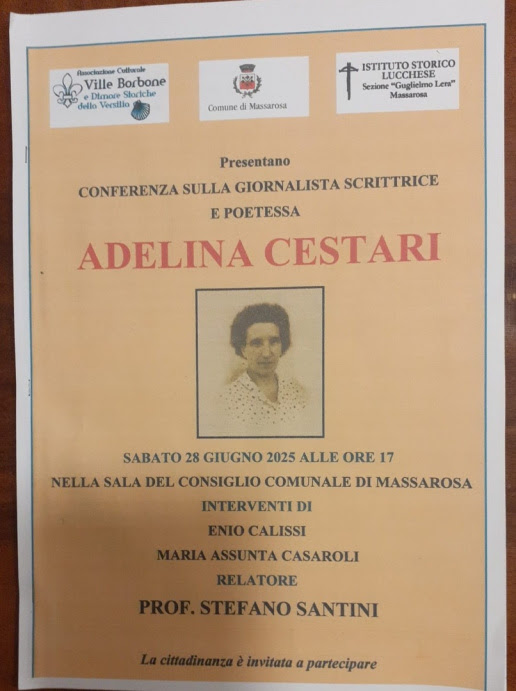 Associazione Culturale
Ville Borbone
e Dimore Storiche
della Versilia
Comune di Massarosa
ISTITUTO STORICO
LUCCHESE
Sezione "Guglielmo Lera"
Massarosa
Presentano
CONFERENZA SULLA GIORNALISTA SCRITTRICE
E POETESSA
ADELINA CESTARI
SABATO 28 GIUGNO 2025 ALLE ORE 17
NELLA SALA DEL CONSIGLIO COMUNALE DI MASSAROSA
INTERVENTI DI
ENIO CALISSI
MARIA ASSUNTA CASAROLI
RELATORE
PROF. STEFANO SANTINI
La cittadinanza è invitata a partecipare